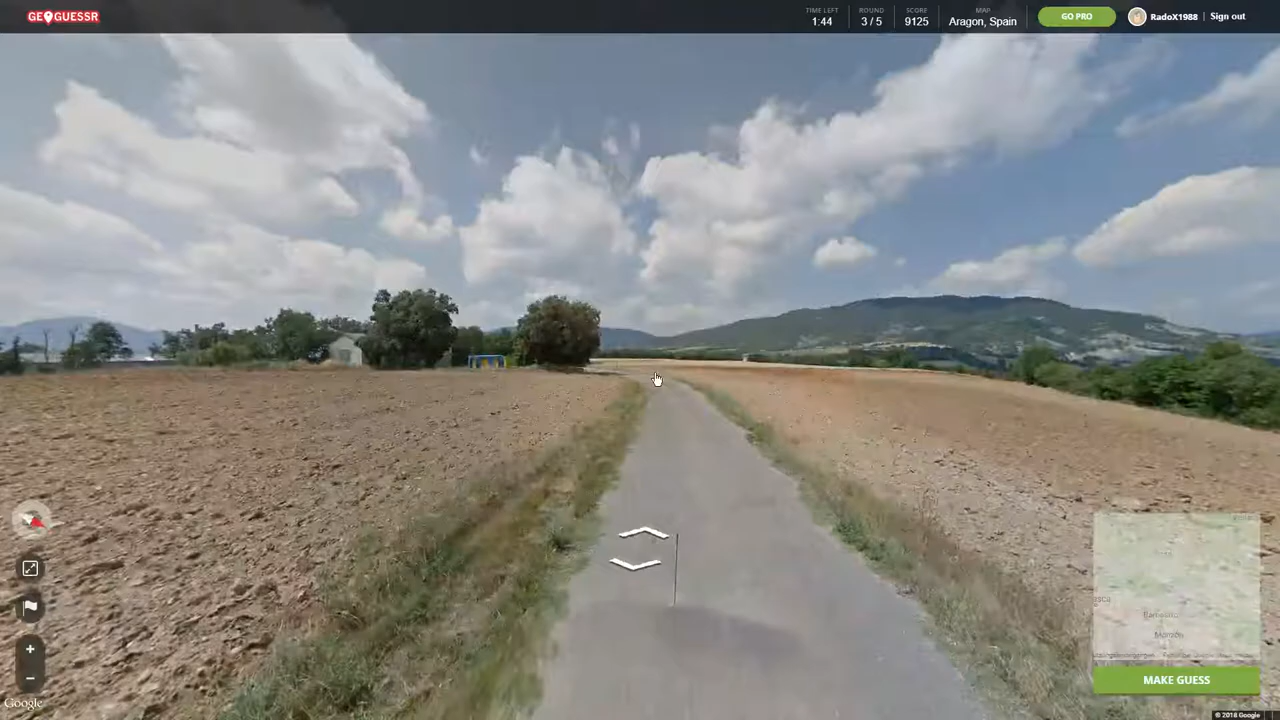 GEOGUESSR
TIME LEFT
1:44
ROUND
3 / 5
SCORE
9125
MAP
Aragon, Spain
GO PRO
RadoX1988
Sign out
Monzón
MAKE GUESS
Google
© 2018 Google